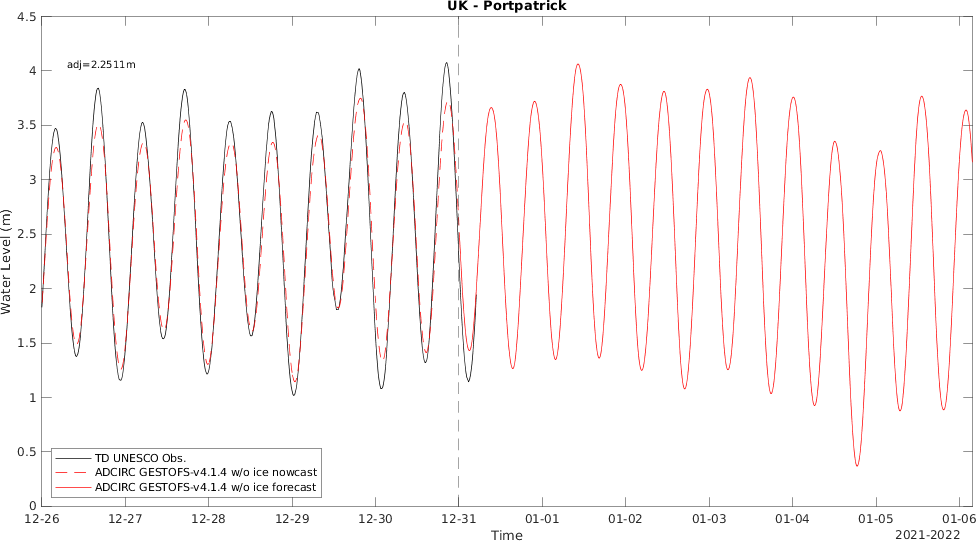 UK - Portpatrick
adj=2.2511m
Water Level (m)
4.5
4
3.5
3
2.5
2
1.5
1
0.5
0
TD UNESCO Obs.
ADCIRC GESTOFS-v4.1.4 w/o ice nowcast
ADCIRC GESTOFS-v4.1.4 w/o ice forecast
12-26 12-27 12-28 12-29 12-30 12-31 01-01 01-02 01-03 01-04 01-05 01-06
Time
2021-2022